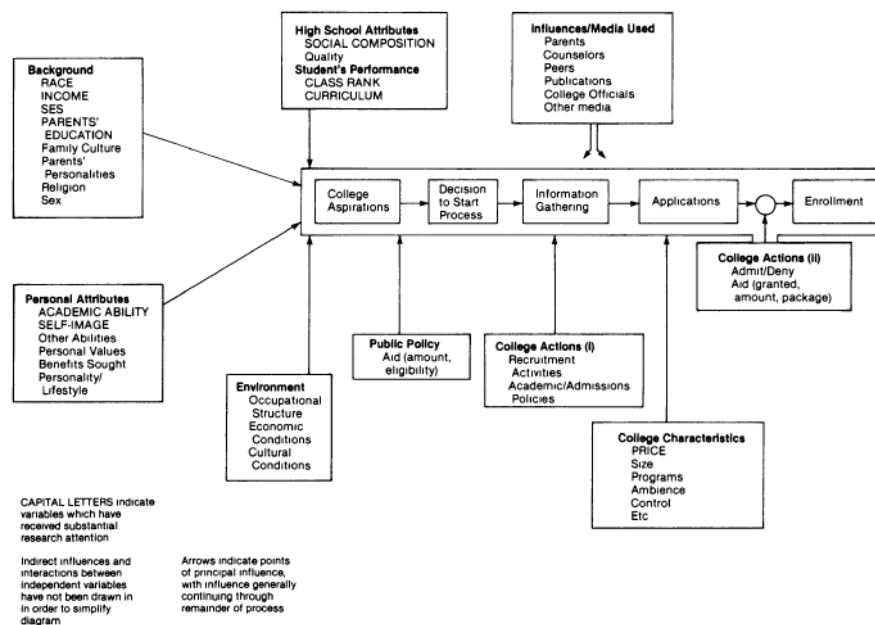 High School Attributes
SOCIAL COMPOSITION
Quality
Student's Performance
CLASS RANK
CURRICULUM
Influences/Media Used
Parents
Counselors
Peers
Publications
College Officials
Other media
Background
RACE
INCOME
SES
PARENTS'
EDUCATION
Family Culture
Parents'
Personalities
Religion
Sex
College
Aspirations
Decision
to Start
Process
Information
Gathering
Applications
Enrollment
College Actions (ii)
Admit/Deny
Aid (granted,
amount, package)
Personal Attributes
ACADEMIC ABILITY
SELF-IMAGE
Other Abilities
Personal Values
Benefits Sought
Personality/
Lifestyle
Public Policy
Aid (amount,
eligibility)
College Actions (i)
Recruitment
Activities
Academic/Admissions
Policies
Environment
Occupational
Structure
Economic
Conditions
Cultural
Conditions
College Characteristics
PRICE
Size
Programs
Ambience
Control
Etc
CAPITAL LETTERS indicate
variables which have
received substantial
research attention
Indirect influences and
interactions between
independent variables
have not been drawn in
in order to simplify
diagram
Arrows indicate points
of principal influence,
with influence generally
continuing through
remainder of process